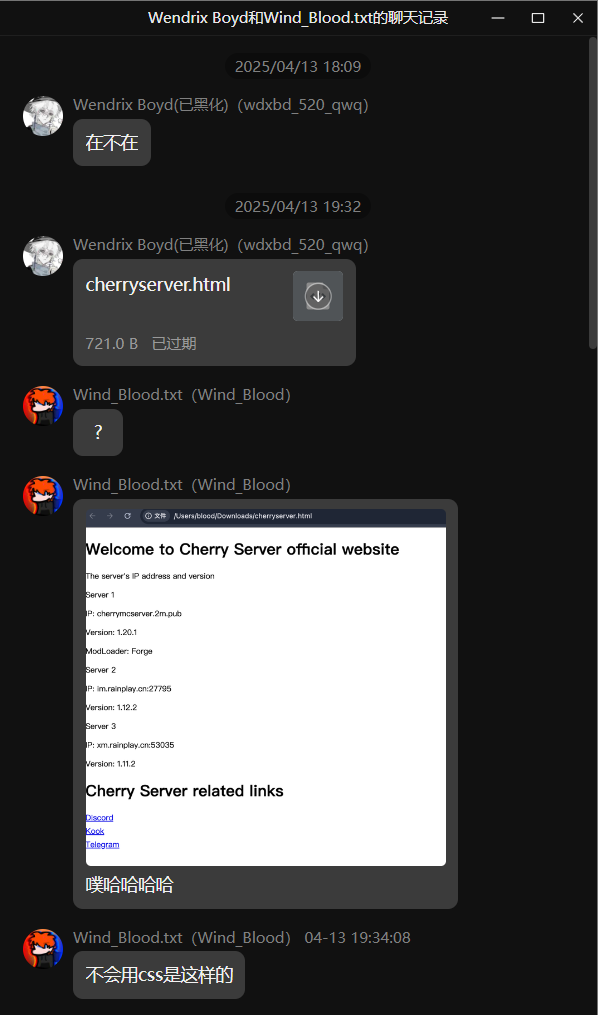 Wendrix Boyd和Wind_Blood.txt的聊天记录
2025/04/13 18:09
Wendrix Boyd(已黑化)（wdxbd_520_qwq）
在不在
2025/04/13 19:32
Wendrix Boyd(已黑化)（wdxbd_520_qwq）
cherryserver.html
721.0 B 已过期
Wind_Blood.txt（Wind_Blood）
？
Wind_Blood.txt（Wind_Blood）
文件 /Users/blood/Downloads/cherryserver.html
Welcome to Cherry Server official website
The server's IP address and version
Server 1
IP: cherrymcserver.2m.pub
Version: 1.20.1
ModLoader: Forge
Server 2
IP: im.rainplay.cn:27795
Version: 1.12.2
Server 3
IP: xm.rainplay.cn:53035
Version: 1.11.2
Cherry Server related links
Discord
Kook
Telegram
噗哈哈哈哈
Wind_Blood.txt（Wind_Blood） 04-13 19:34:08
不会用css是这样的